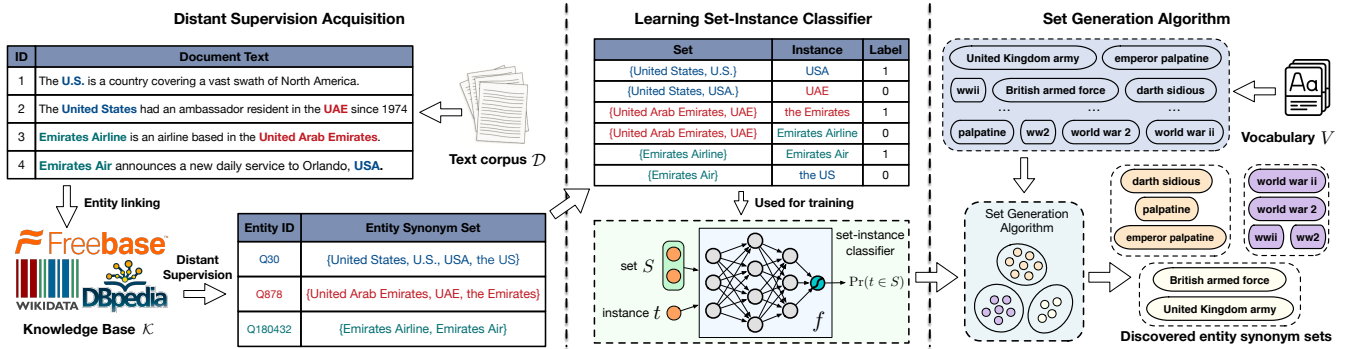 Distant Supervision Acquisition
ID Document Text
1 The U.S. is a country covering a vast swath of North America.
2 The United States had an ambassador resident in the UAE since 1974
3 Emirates Airline is an airline based in the United Arab Emirates.
4 Emirates Air announces a new daily service to Orlando, USA.
Text corpus 𝒟
Entity linking
Freebase™
WIKIDATA
DBpedia
Knowledge Base 𝒦
Distant
Supervision
Entity ID Entity Synonym Set
Q30 {United States, U.S., USA, the US}
Q878 {United Arab Emirates, UAE, the Emirates}
Q180432 {Emirates Airline, Emirates Air}
Learning Set-Instance Classifier
Set Instance Label
{United States, U.S.} USA 1
{United States, USA.} UAE 0
{United Arab Emirates, UAE} the Emirates 1
{United Arab Emirates, UAE} Emirates Airline 0
{Emirates Airline} Emirates Air 1
{Emirates Air} the US 0
Used for training
set S
instance t
f
set-instance
classifier
Pr(t ∈ S)
Set Generation Algorithm
United Kingdom army emperor palpatine
wwii British armed force darth sidious
... ...
palpatine ww2 world war 2 world war ii
Aa
Vocabulary V
Set Generation
Algorithm
darth sidious
palpatine
emperor palpatine
world war ii
world war 2
wwii ww2
British armed force
United Kingdom army
Discovered entity synonym sets